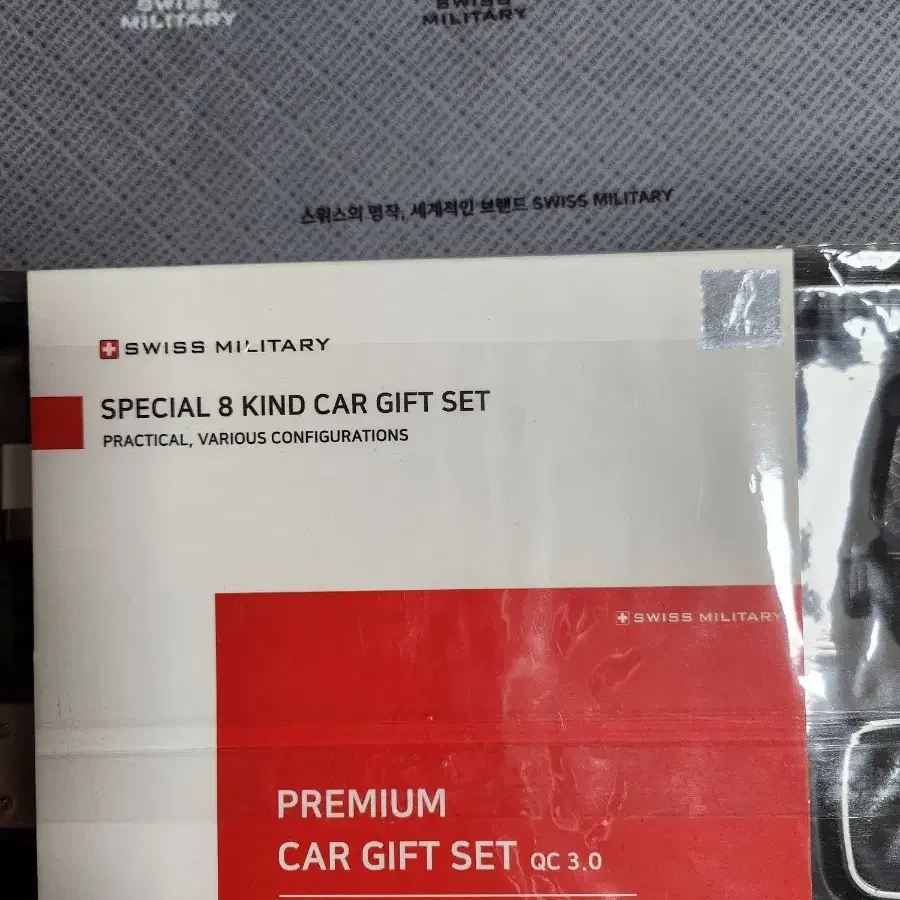 SWISS
MILITARY
SWISS
MILITARY
스위스의 명작, 세계적인 브랜드 SWISS MILITARY
SWISS MILITARY
SPECIAL 8 KIND CAR GIFT SET
PRACTICAL, VARIOUS CONFIGURATIONS
SWISS MILITARY
PREMIUM
CAR GIFT SET QC 3.0